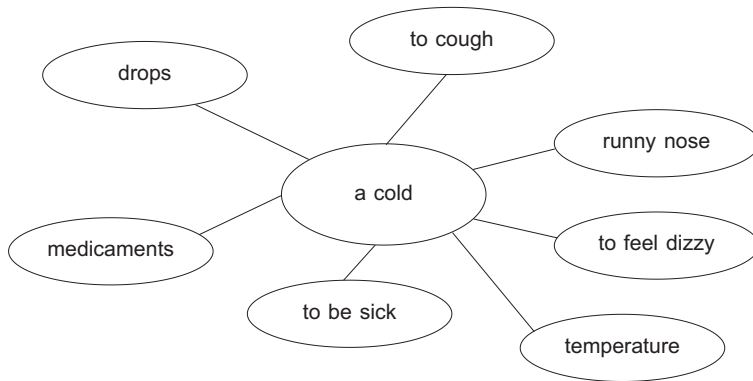 to cough
drops
runny nose
a cold
medicaments
to feel dizzy
to be sick
temperature